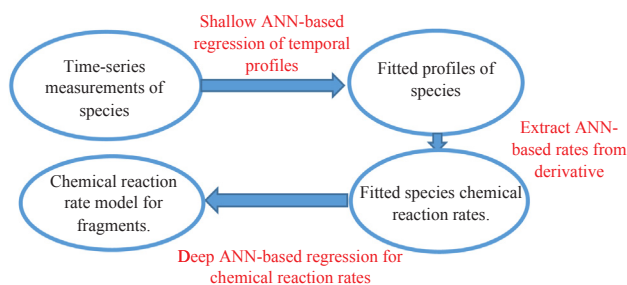 Shallow ANN-based
regression of temporal
profiles
Time-series
measurements of
species
Fitted profiles of
species
Extract ANN-
based rates from
derivative
Fitted species chemical
reaction rates.
Deep ANN-based regression for
chemical reaction rates
Chemical reaction
rate model for
fragments.